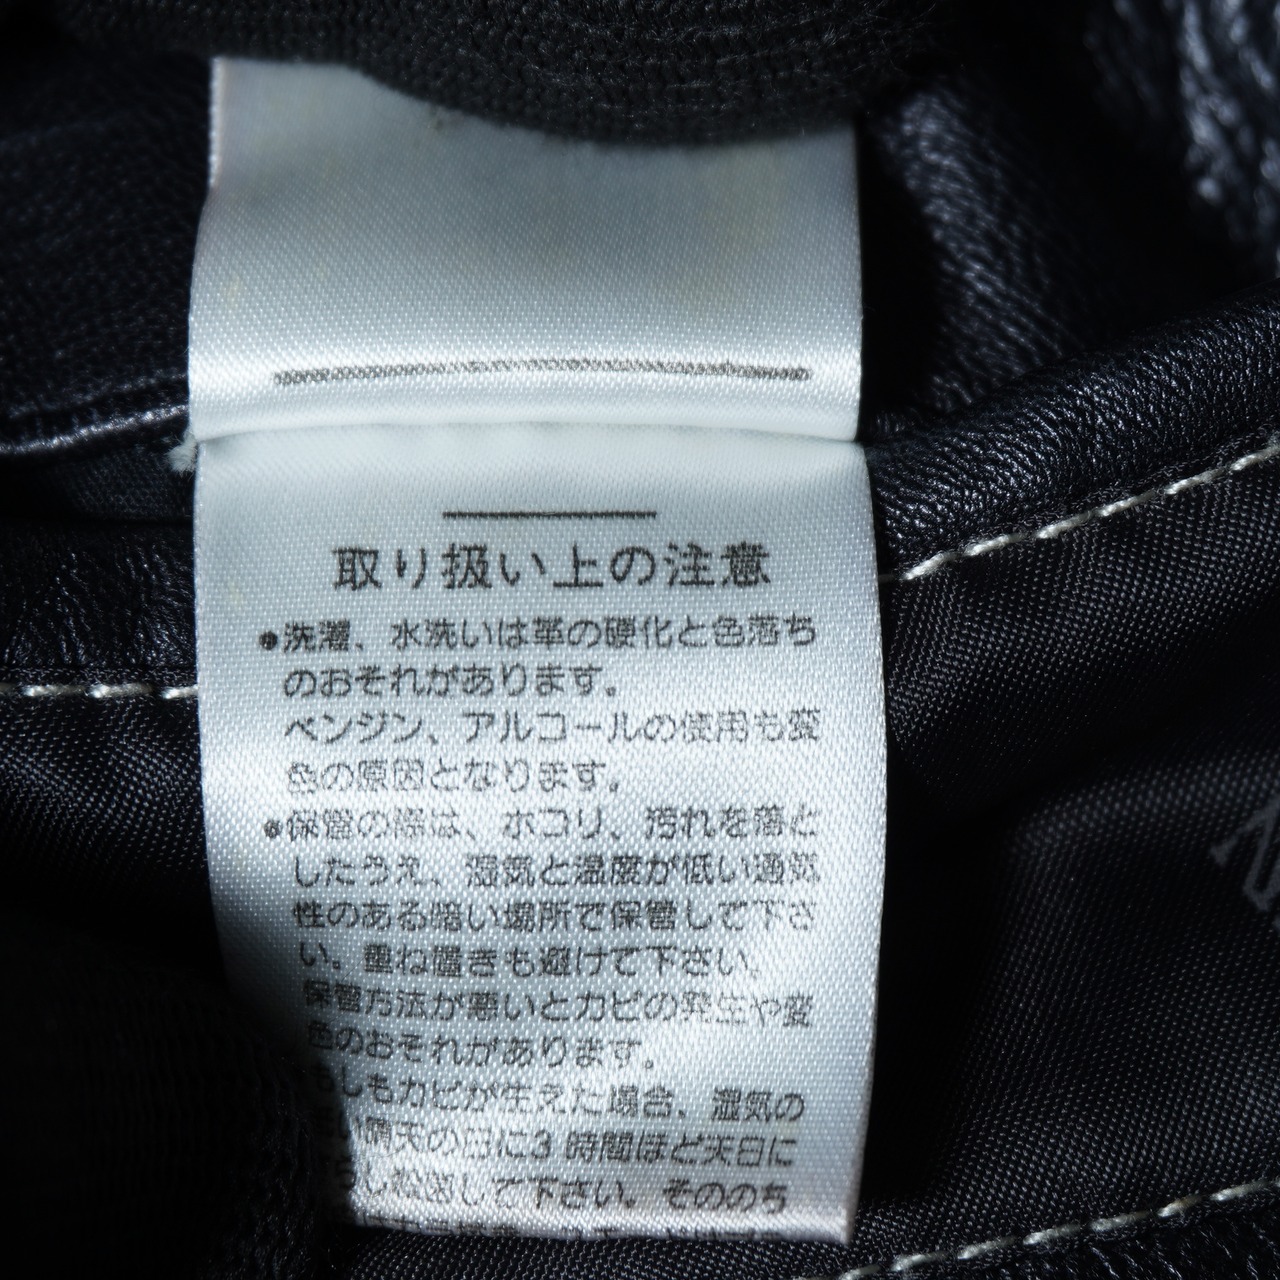 取り扱い上の注意
●洗濯、水洗いは革の硬化と色落ち
のおそれがあります。
ベンジン、アルコールの使用も変
色の原因となります。
●保管の際は、ホコリ、汚れを落と
したうえ、湿気と温度が低い通気
性のある暗い場所で保管して下さ
い。重ね置きも避けて下さい。
保管方法が悪いとカビの発生や変
色のおそれがあります。
もしもカビが生えた場合、湿気の
い晴天の日に3時間ほど天日に
らし して下さい。そののち